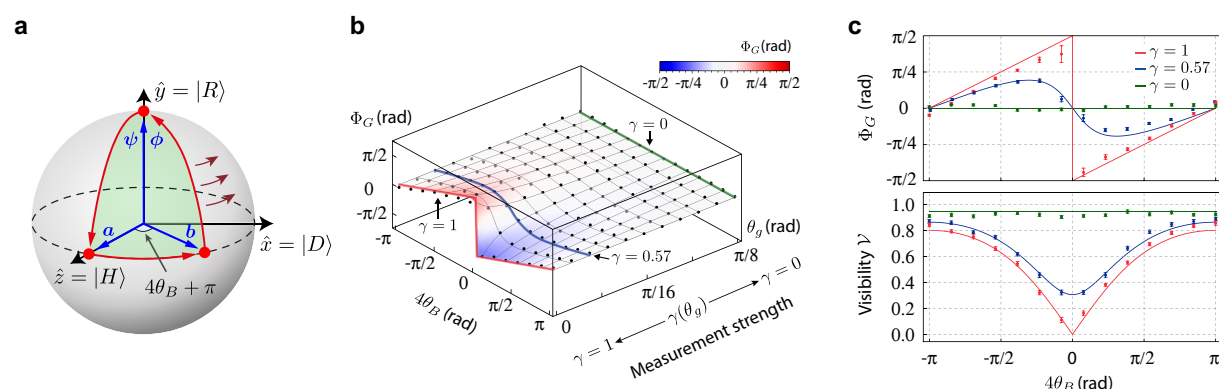 a
ŷ = |R⟩
ψ ϕ
a b
x̂ = |D⟩
ẑ = |H⟩
4θ_B + π
b
Φ_G (rad)
-π/2 -π/4 0 π/4 π/2
Φ_G (rad)
π/2
0
-π/2
γ = 0
γ = 1
γ = 0.57
-π
-π/2
0
π/2
π
4θ_B (rad)
0
π/16
π/8
θ_g (rad)
γ = 1 ← γ(θ_g) → γ = 0
Measurement strength
c
Φ_G (rad)
π/2
π/4
0
-π/4
-π/2
γ = 1
γ = 0.57
γ = 0
Visibility 𝒱
1.0
0.8
0.6
0.4
0.2
0.0
-π -π/2 0 π/2 π
4θ_B (rad)